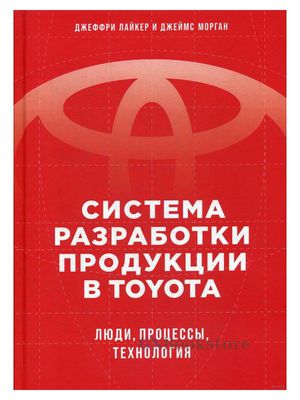 ДЖЕФФРИ ЛАЙКЕР И ДЖЕЙМС МОРГАН
СИСТЕМА
РАЗРАБОТКИ
ПРОДУКЦИИ
В TOYOTA
ЛЮДИ, ПРОЦЕССЫ,
ТЕХНОЛОГИЯ